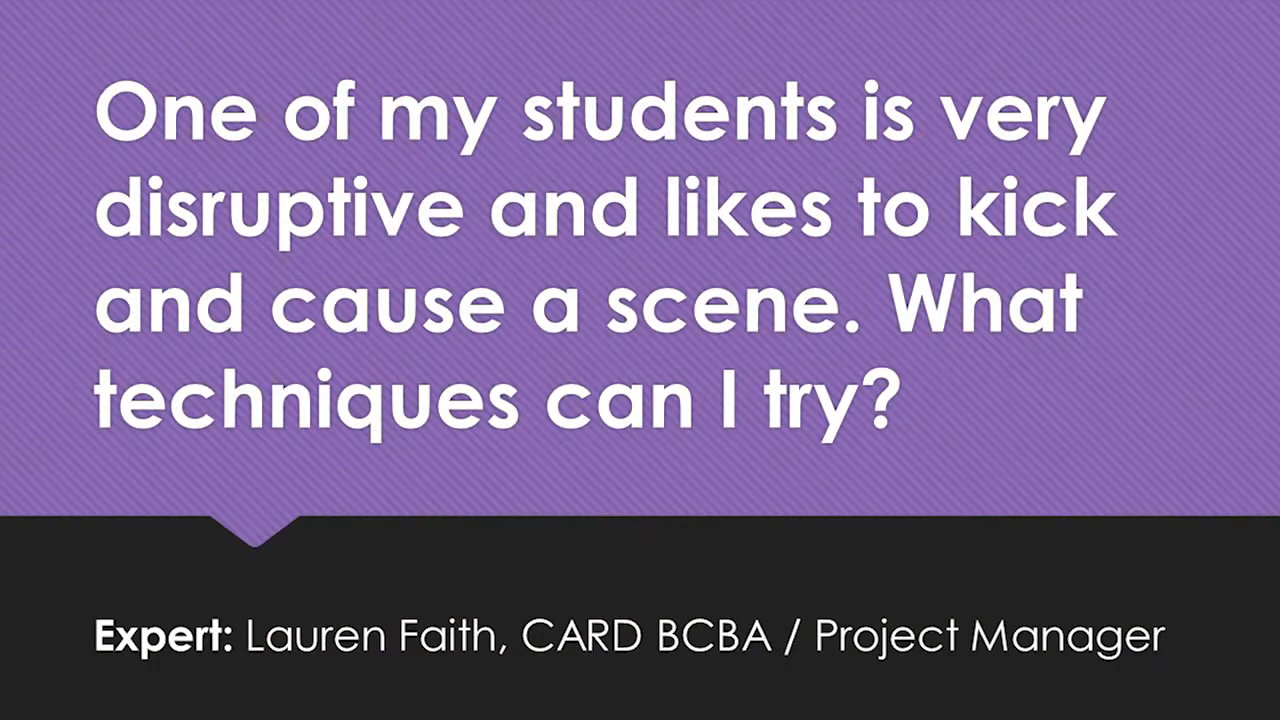 One of my students is very
disruptive and likes to kick
and cause a scene. What
techniques can I try?
Expert: Lauren Faith, CARD BCBA / Project Manager